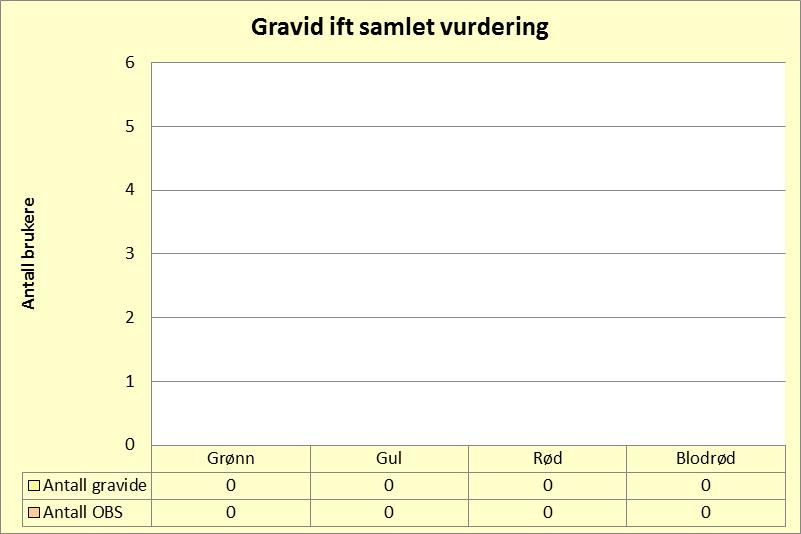 Gravid ift samlet vurdering
Antall brukere
6
5
4
3
2
1
0
Grønn Gul Rød Blodrød
Antall gravide 0 0 0 0
Antall OBS 0 0 0 0